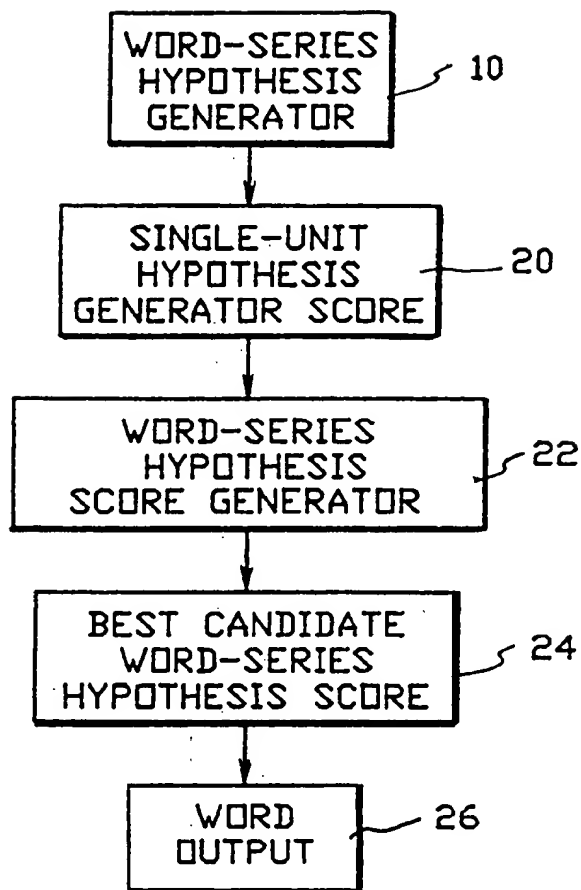 WORD-SERIES
HYPOTHESIS
GENERATOR
10
SINGLE-UNIT
HYPOTHESIS
GENERATOR SCORE
20
WORD-SERIES
HYPOTHESIS
SCORE GENERATOR
22
BEST CANDIDATE
WORD-SERIES
HYPOTHESIS SCORE
24
WORD
OUTPUT
26